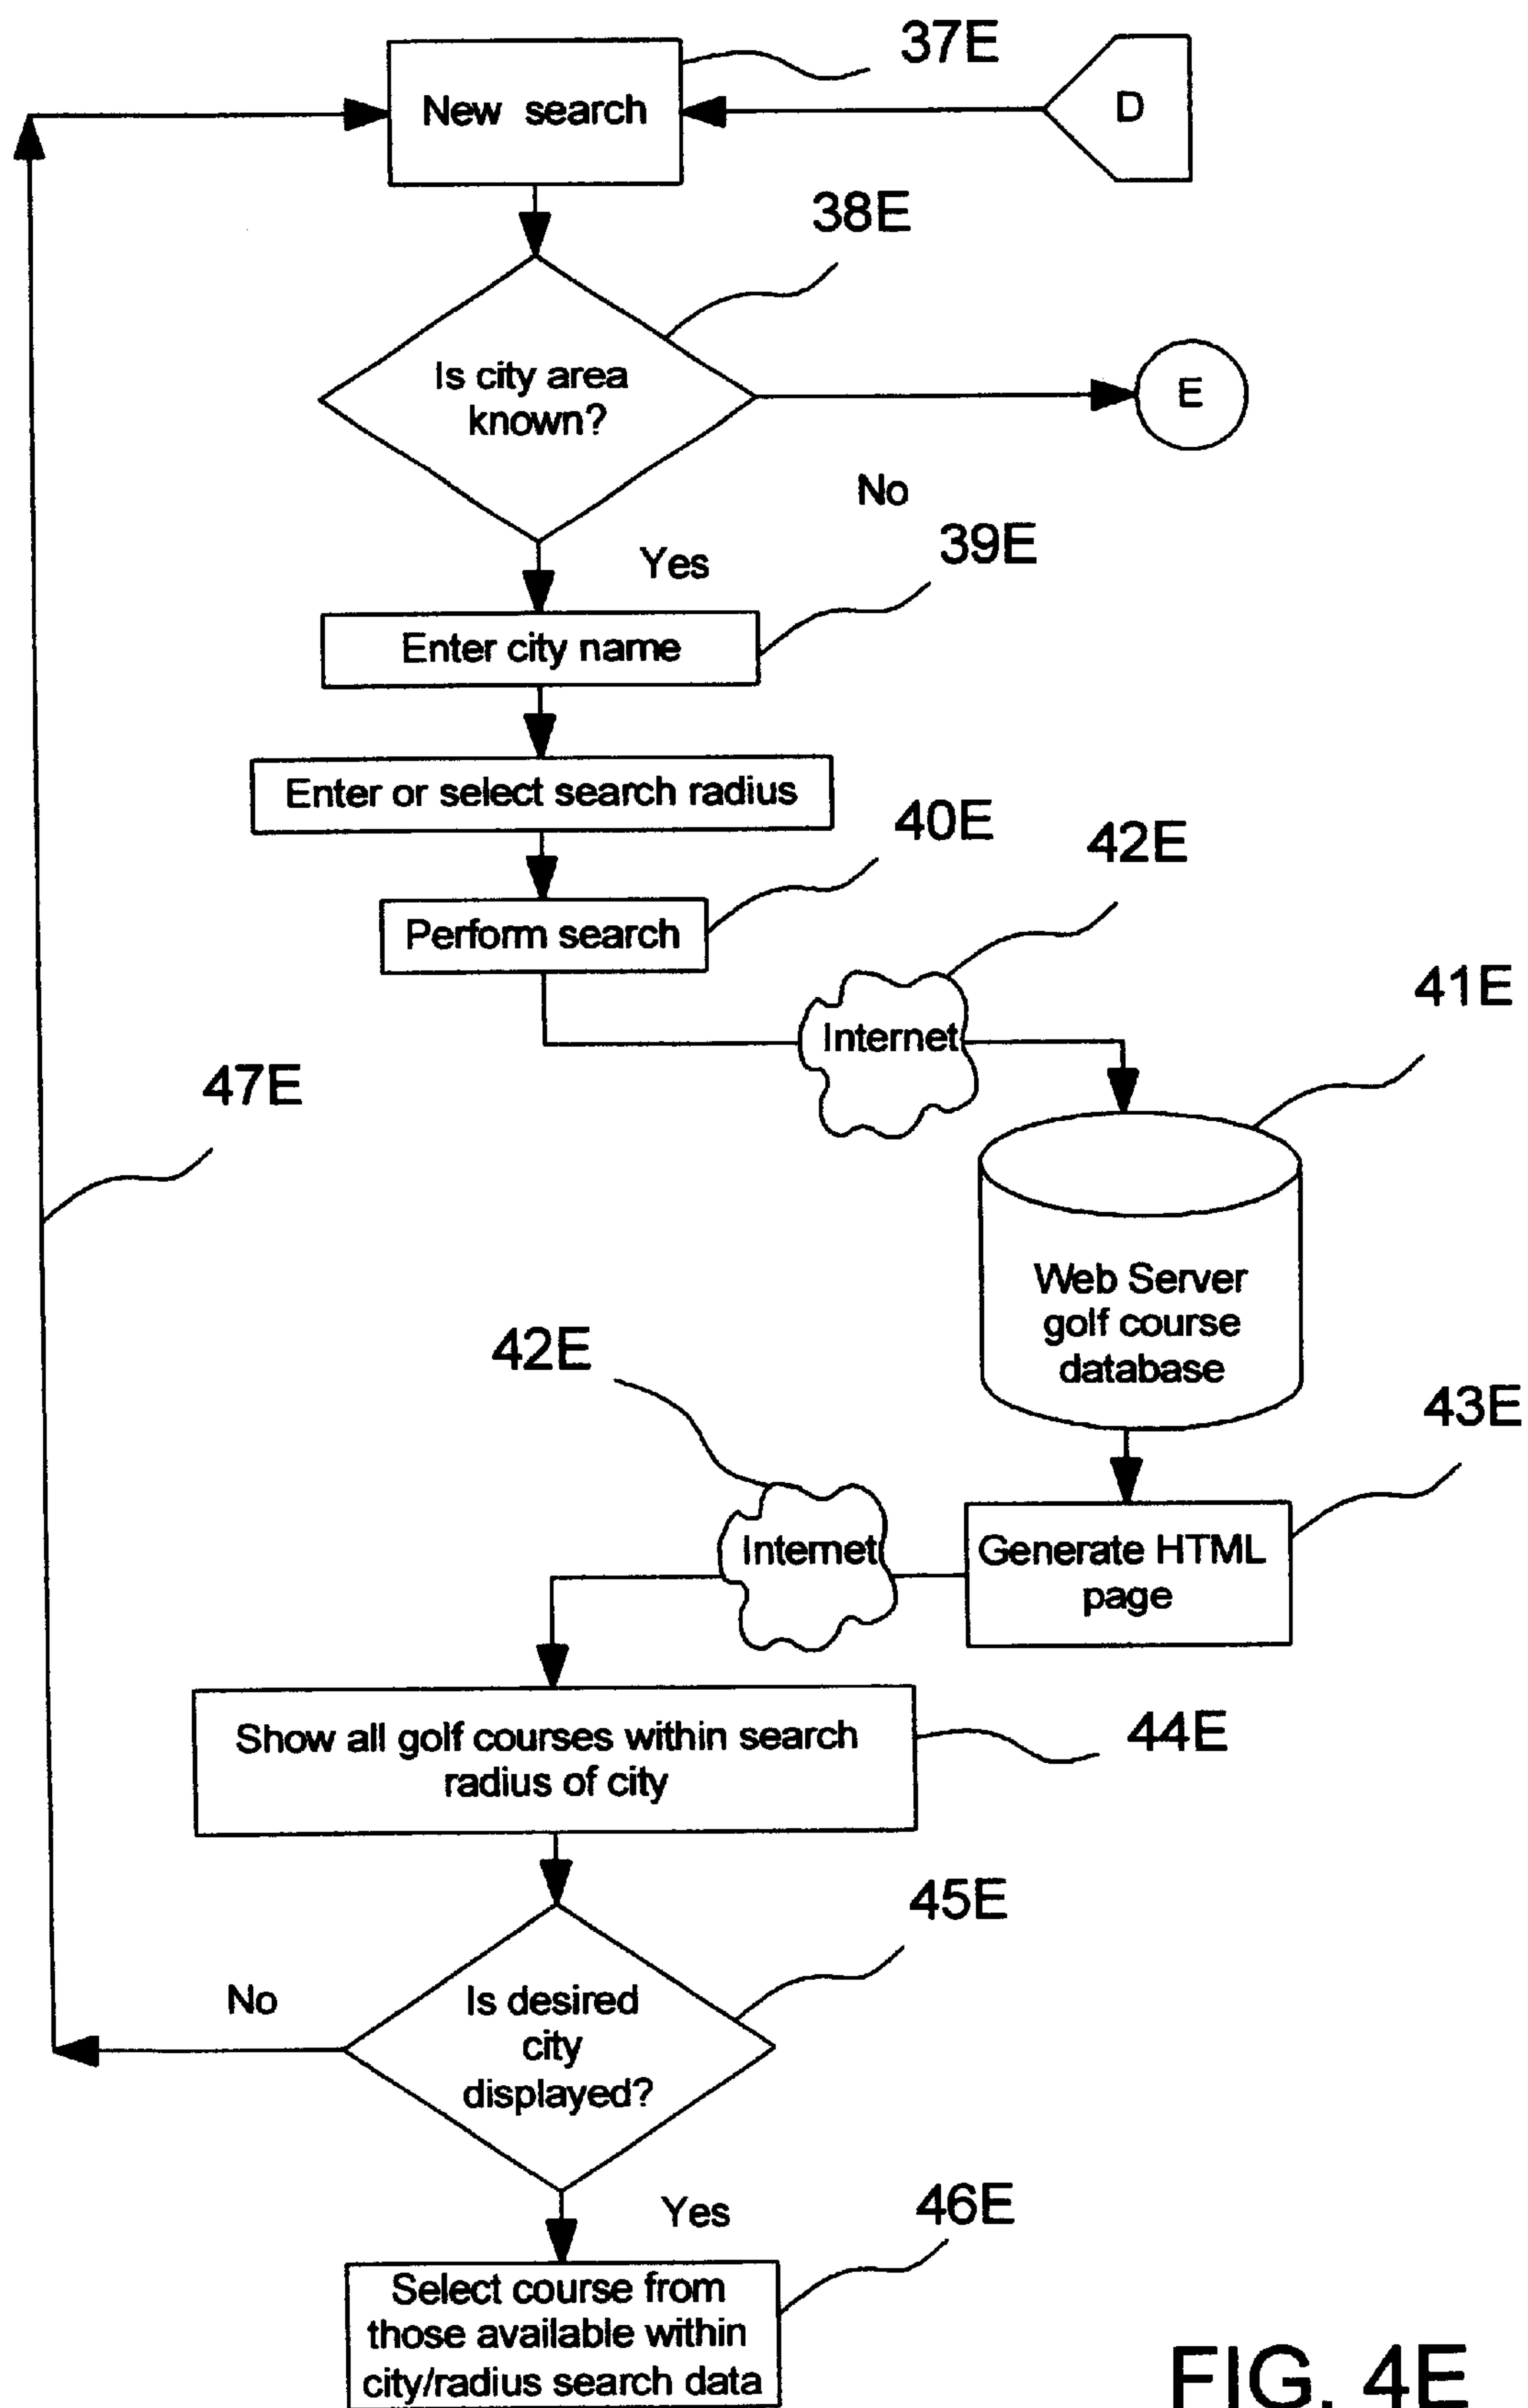 37E
New search
D
38E
Is city area
known?
E
No
Yes
39E
Enter city name
Enter or select search radius
40E
42E
Perform search
41E
Internet
47E
Web Server
golf course
database
42E
43E
Internet
Generate HTML
page
Show all golf courses within search
radius of city
44E
45E
No
Is desired
city
displayed?
Yes
46E
Select course from
those available within
city/radius search data
FIG. 4E